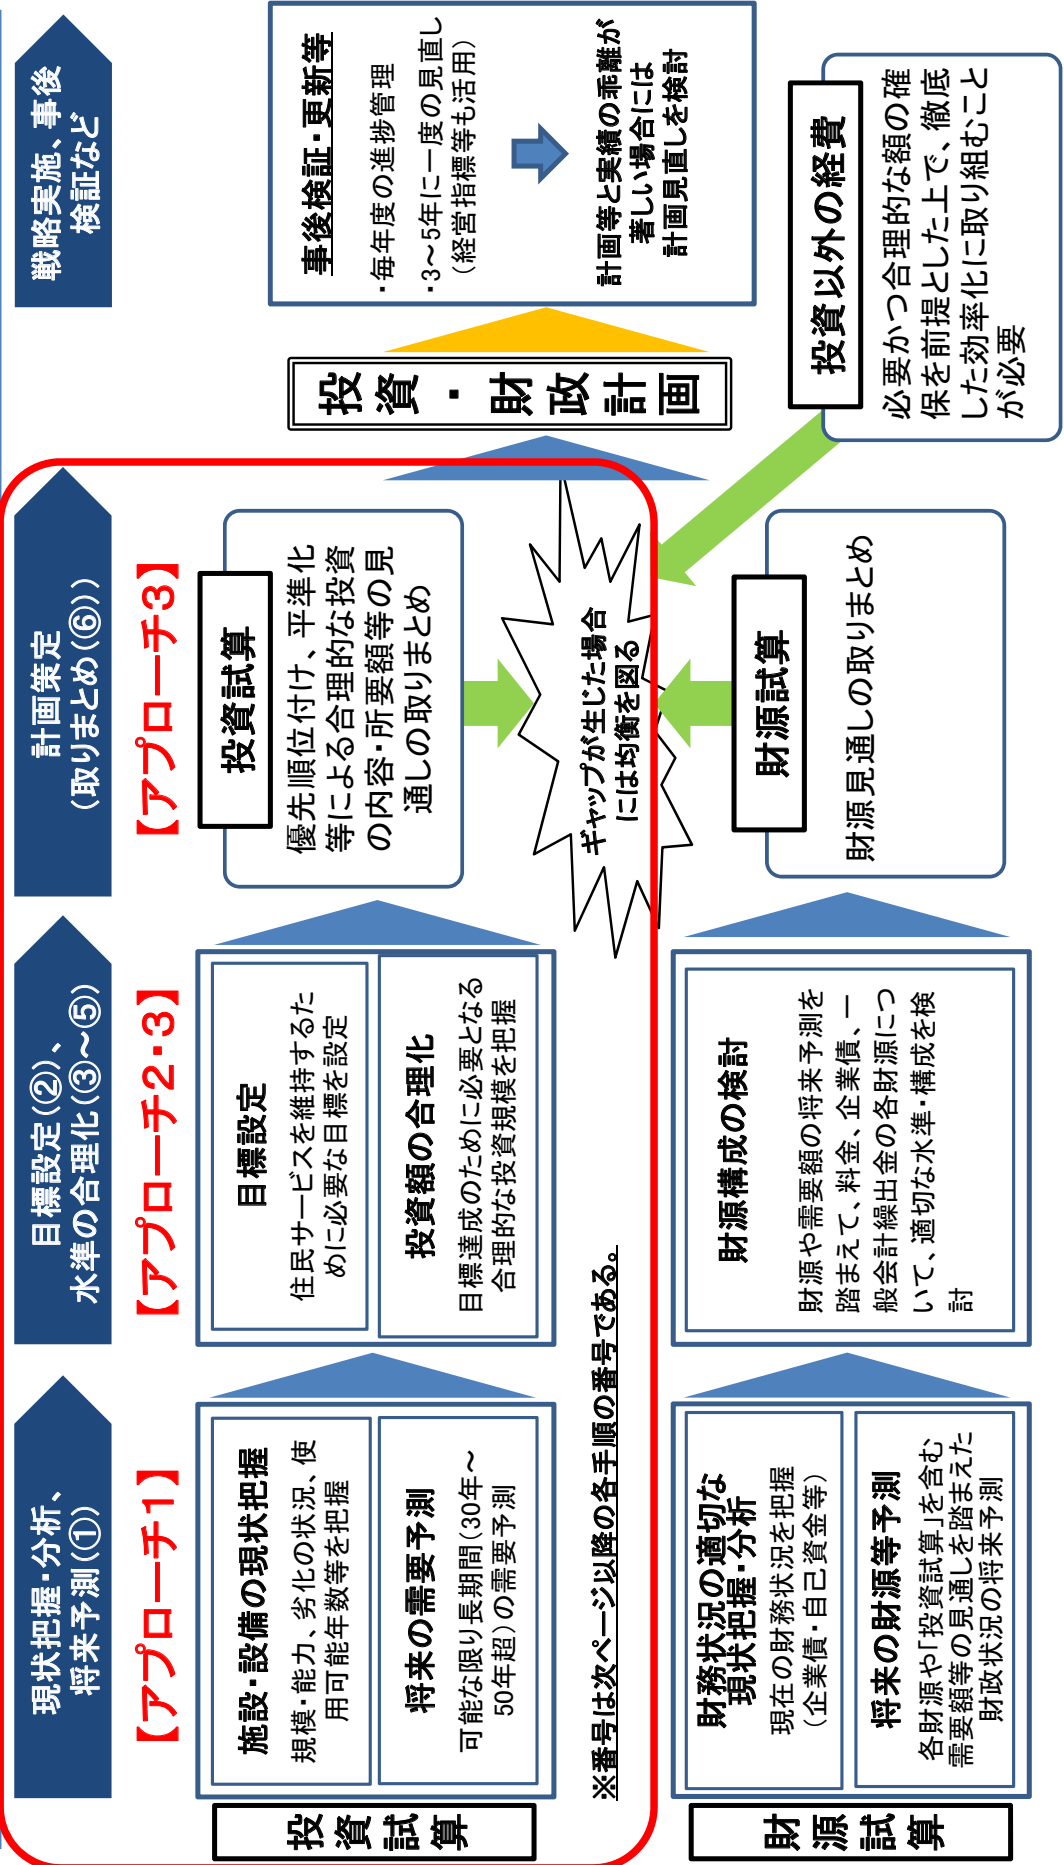 現状把握・分析、
将来予測(①)
目標設定(②)、
水準の合理化(③～⑤)
計画策定
(取りまとめ(⑥))
戦略実施、事後
検証など
【アプローチ1】
【アプローチ2・3】
【アプローチ3】
投資試算
施設・設備の現状把握
規模・能力、劣化の状況、使
用可能年数等を把握
将来の需要予測
可能な限り長期間(30年～
50年超)の需要予測
目標設定
住民サービスを維持するた
めに必要な目標を設定
投資額の合理化
目標達成のために必要となる
合理的な投資規模を把握
投資試算
優先順位付け、平準化
等による合理的な投資
の内容・所要額等の見
通しの取りまとめ
ギャップが生じた場合
には均衡を図る
※番号は次ページ以降の各手順の番号である。
財源試算
財務状況の適切な
現状把握・分析
現在の財務状況を把握
(企業債・自己資金等)
将来の財源等予測
各財源や「投資試算」を含む
需要額等の見通しを踏まえた
財政状況の将来予測
財源構成の検討
財源や需要額の将来予測を
踏まえて、料金、企業債、一
般会計繰出金の各財源につ
いて、適切な水準・構成を検
討
財源試算
財源見通しの取りまとめ
投資・財政計画
事後検証・更新等
・毎年度の進捗管理
・3～5年に一度の見直し
(経営指標等も活用)
計画等と実績の乖離が
著しい場合には
計画見直しを検討
投資以外の経費
必要かつ合理的な額の確
保を前提とした上で、徹底
した効率化に取り組むこと
が必要